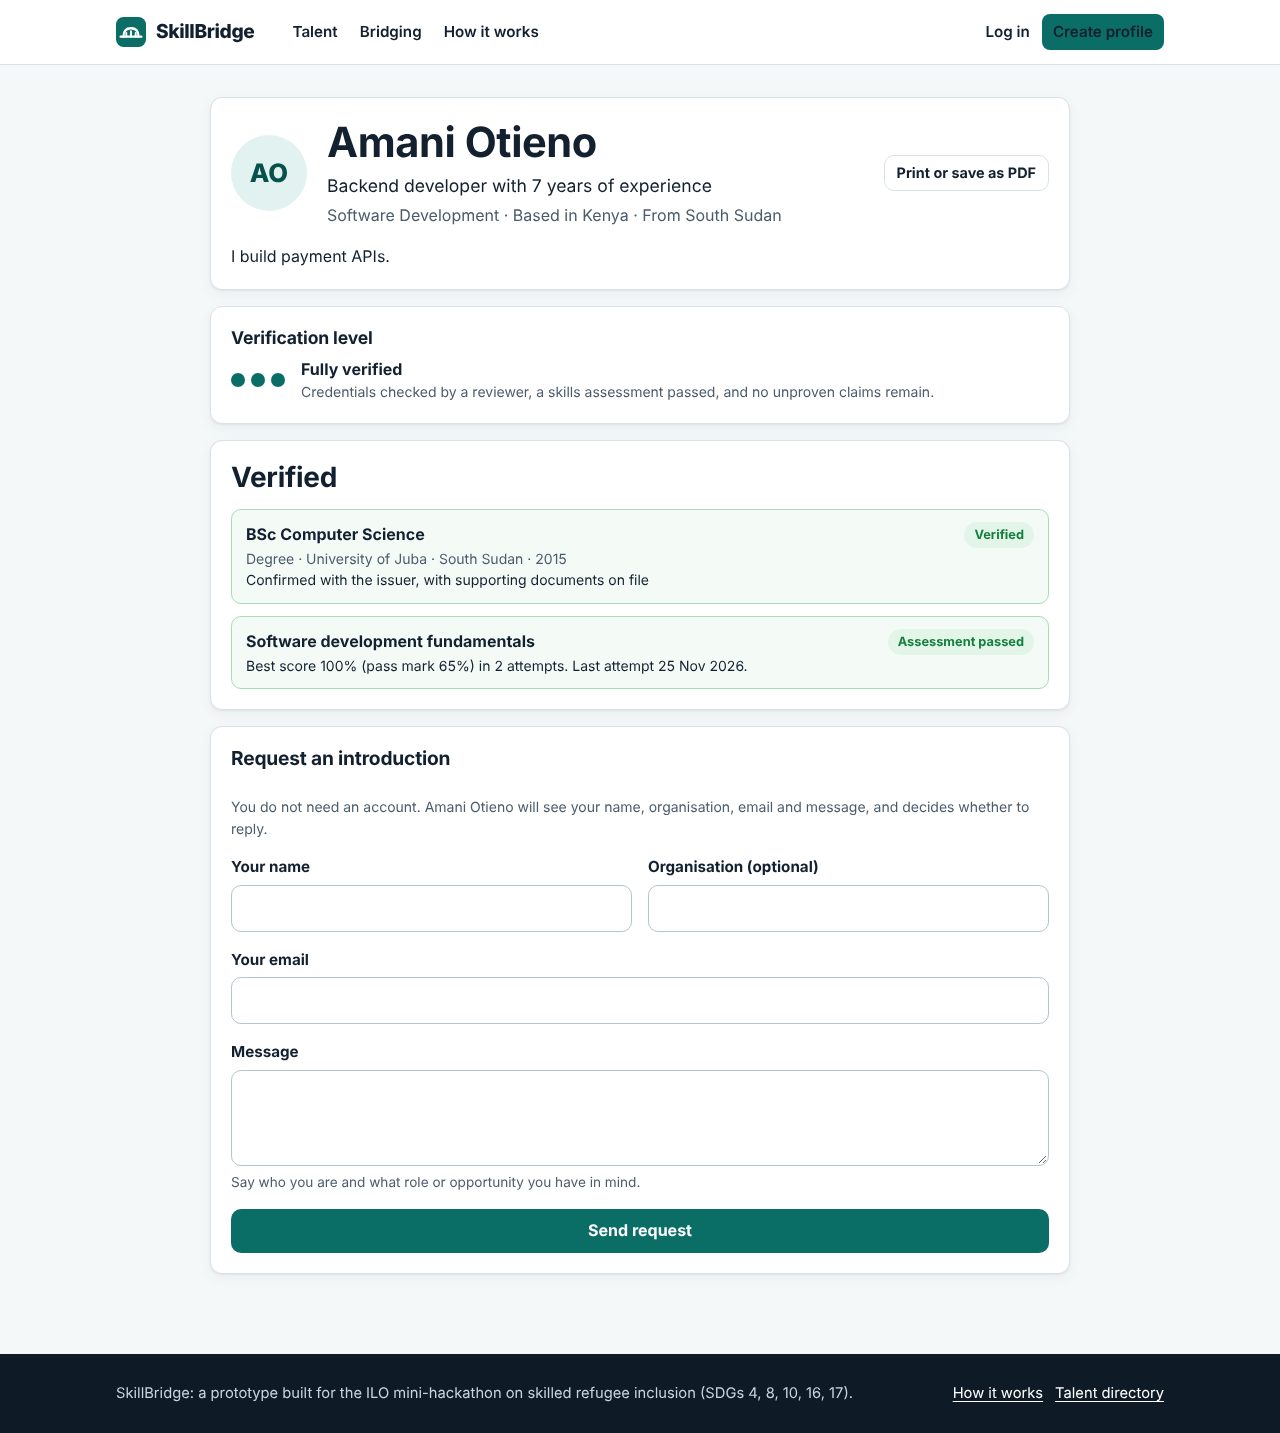 SkillBridge
Talent
Bridging
How it works
Log in
Create profile
AO
Amani Otieno
Backend developer with 7 years of experience
Software Development · Based in Kenya · From South Sudan
Print or save as PDF
I build payment APIs.
Verification level
Fully verified
Credentials checked by a reviewer, a skills assessment passed, and no unproven claims remain.
Verified
BSc Computer Science
Verified
Degree · University of Juba · South Sudan · 2015
Confirmed with the issuer, with supporting documents on file
Software development fundamentals
Assessment passed
Best score 100% (pass mark 65%) in 2 attempts. Last attempt 25 Nov 2026.
Request an introduction
You do not need an account. Amani Otieno will see your name, organisation, email and message, and decides whether to
reply.
Your name
Organisation (optional)
Your email
Message
Say who you are and what role or opportunity you have in mind.
Send request
SkillBridge: a prototype built for the ILO mini-hackathon on skilled refugee inclusion (SDGs 4, 8, 10, 16, 17).
How it works
Talent directory